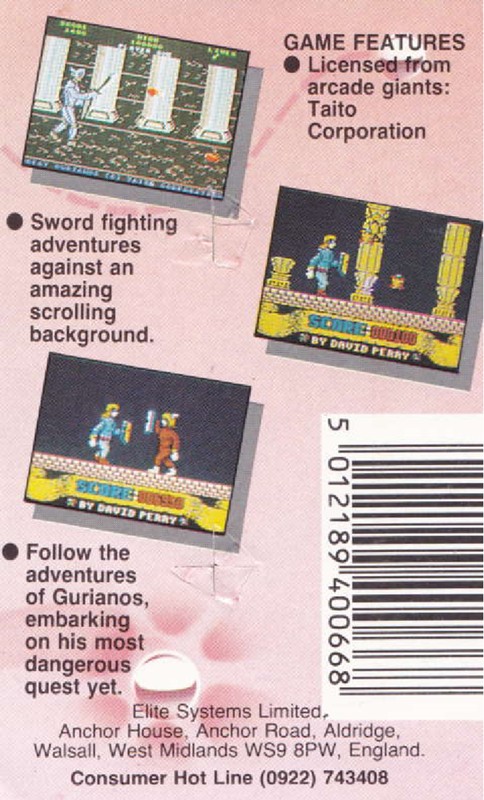 SCORE
HIGH
LIVES
GAME FEATURES
● Licensed from
arcade giants:
Taito
Corporation
● Sword fighting
adventures
against an
amazing
scrolling
background.
SCORE
BY DAVID PERRY
SCORE
BY DAVID PERRY
● Follow the
adventures
of Gurianos,
embarking
on his most
dangerous
quest yet.
5 012189 400668
Elite Systems Limited,
Anchor House, Anchor Road, Aldridge,
Walsall, West Midlands WS9 8PW, England.
Consumer Hot Line (0922) 743408